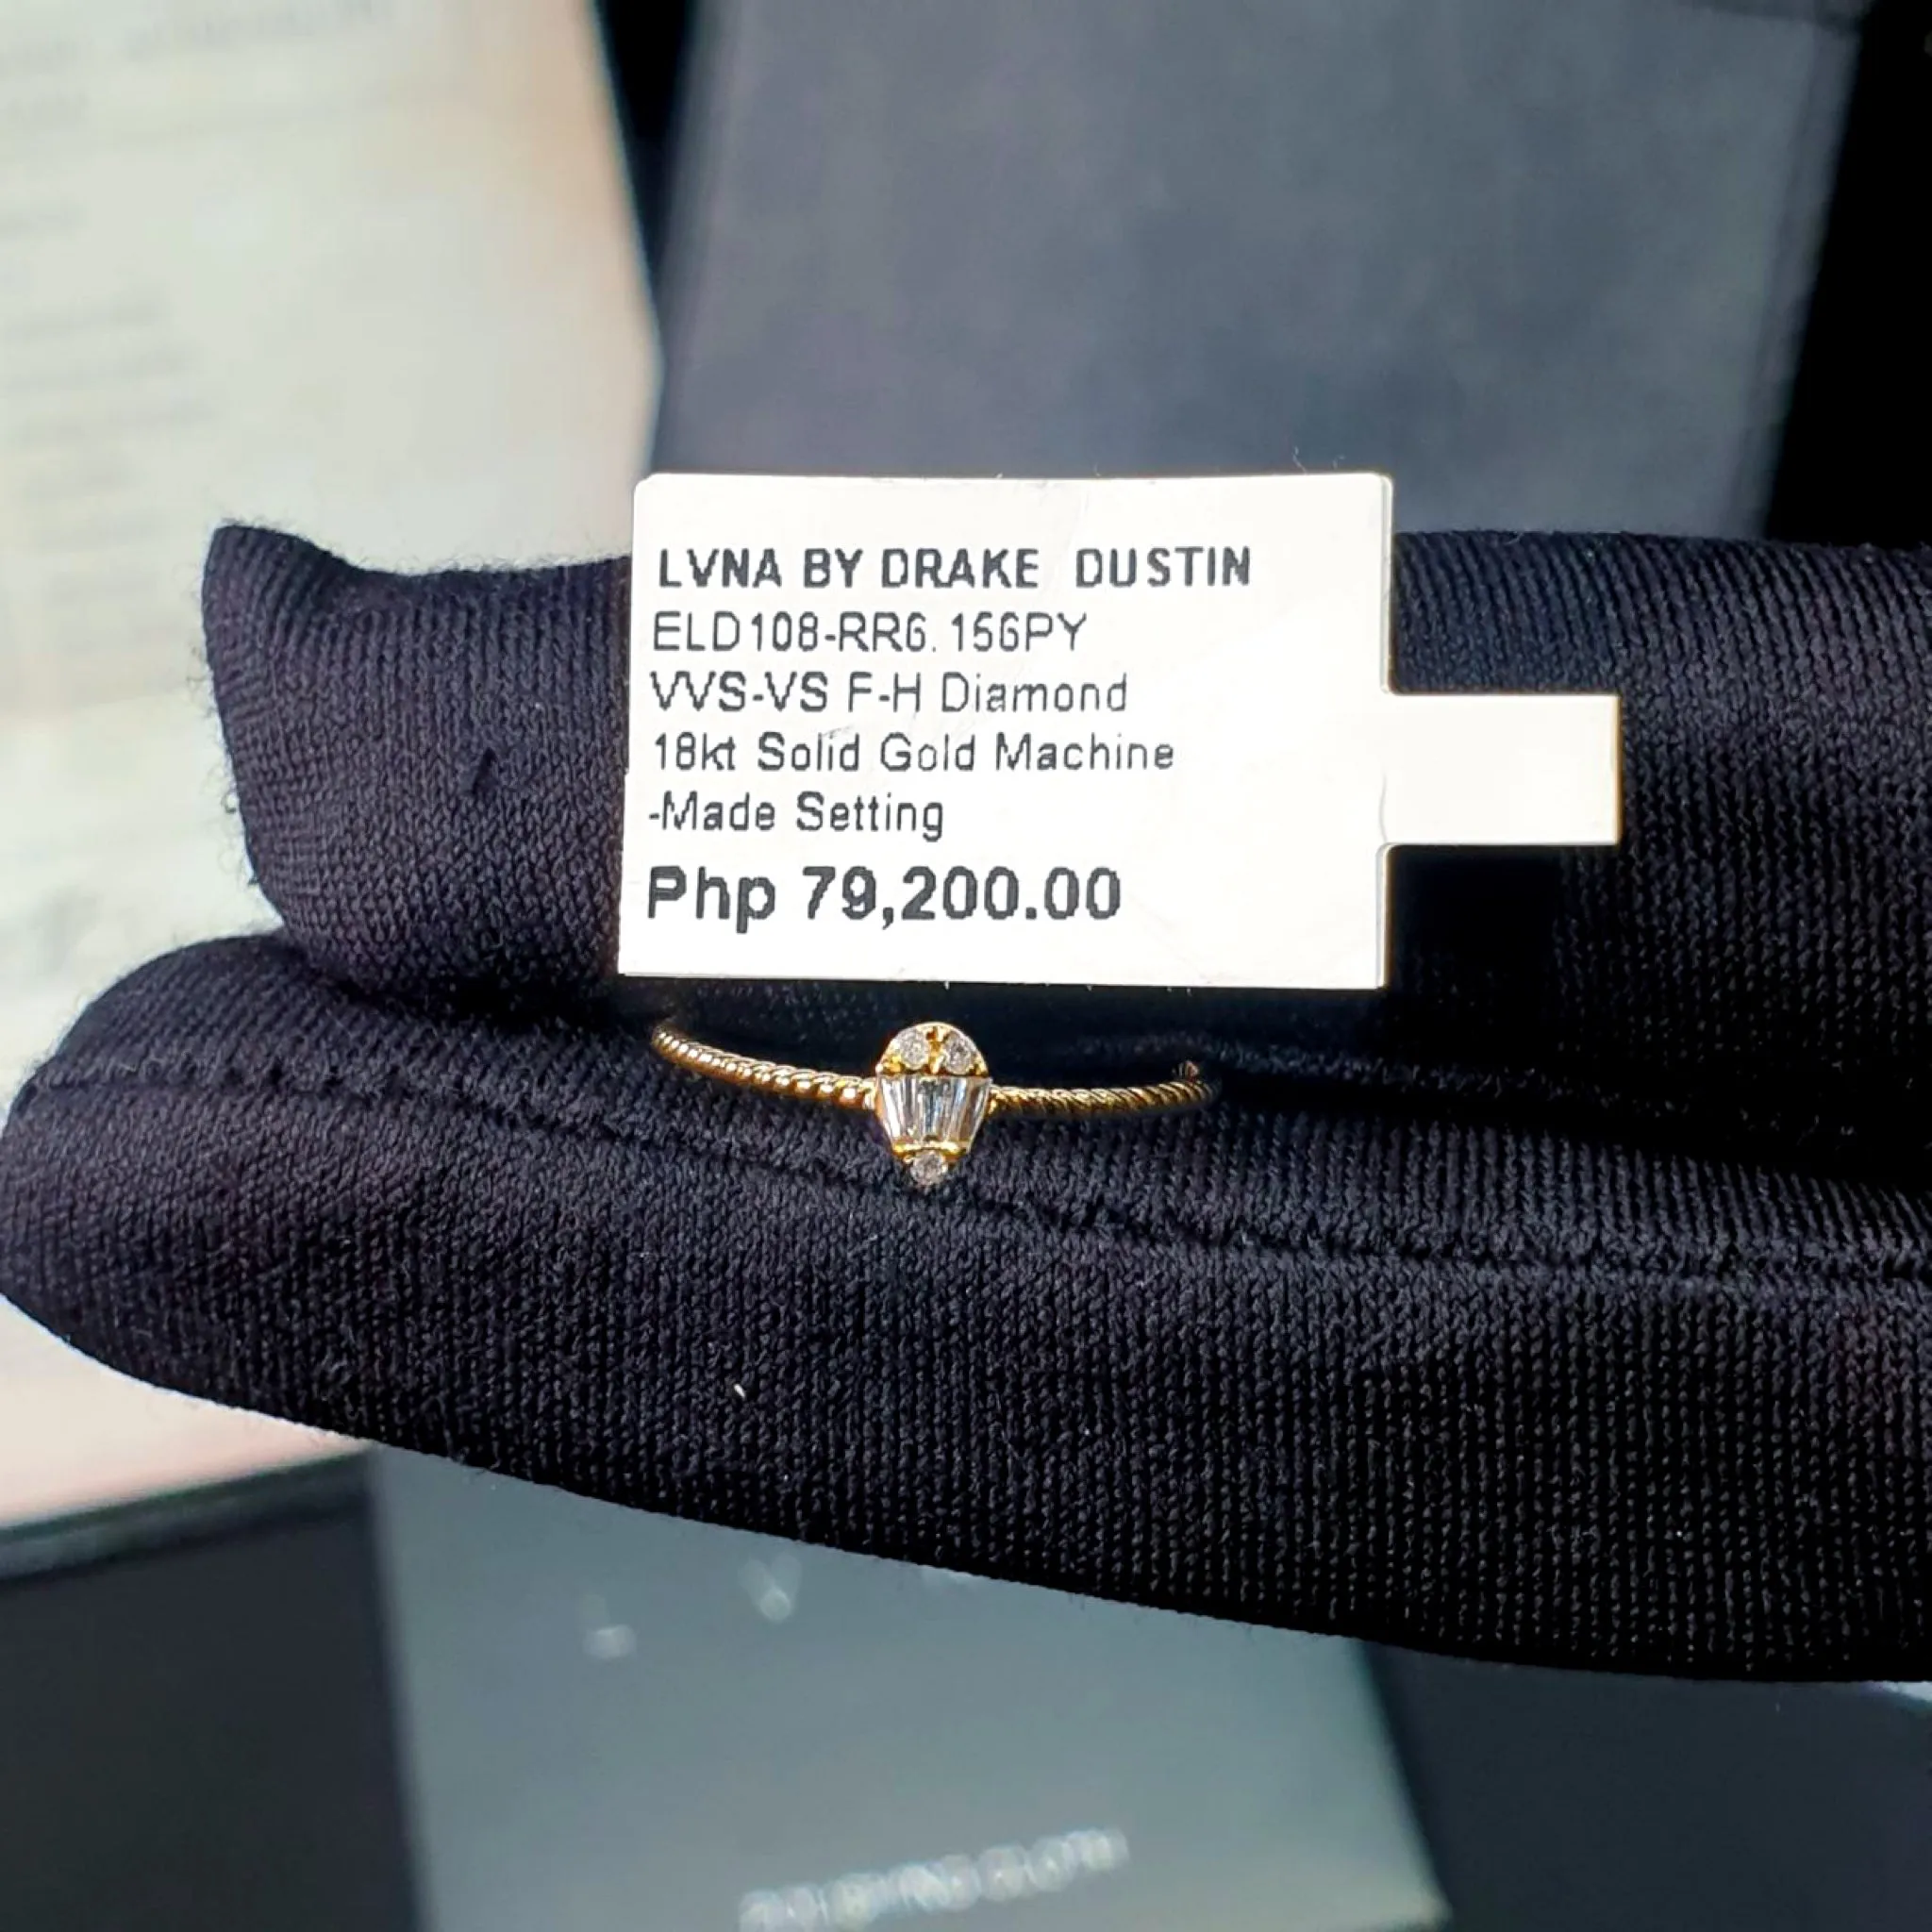 LVNA BY DRAKE DUSTIN
ELD108-RR6.156PY
VVS-VS F-H Diamond
18kt Solid Gold Machine
-Made Setting
Php 79,200.00